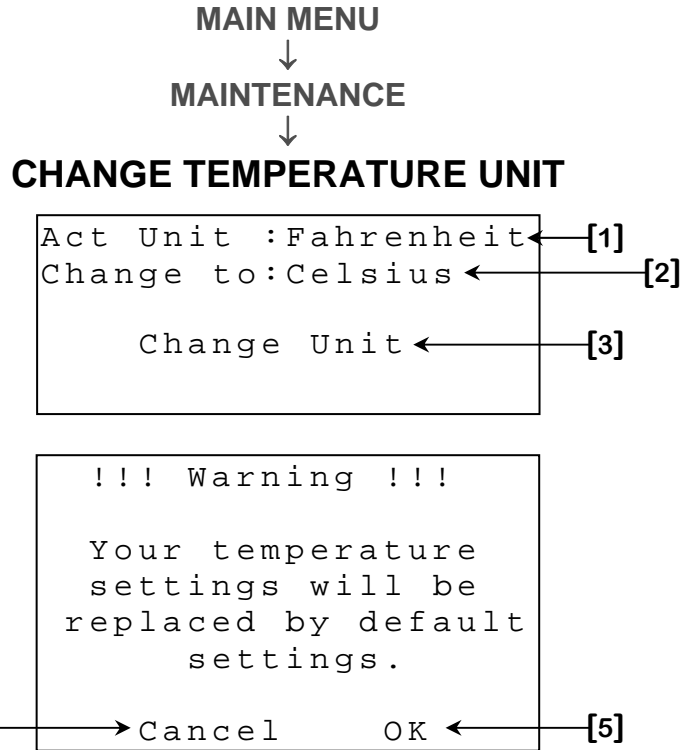 MAIN MENU
↓
MAINTENANCE
↓
CHANGE TEMPERATURE UNIT
Act Unit :Fahrenheit [1]
Change to:Celsius [2]
Change Unit [3]
!!! Warning !!!
Your temperature
settings will be
replaced by default
settings.
Cancel OK [5]